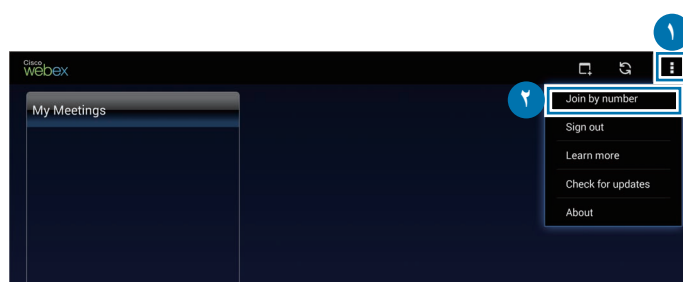 ١
Cisco
webex
My Meetings
٢
Join by number
Sign out
Learn more
Check for updates
About